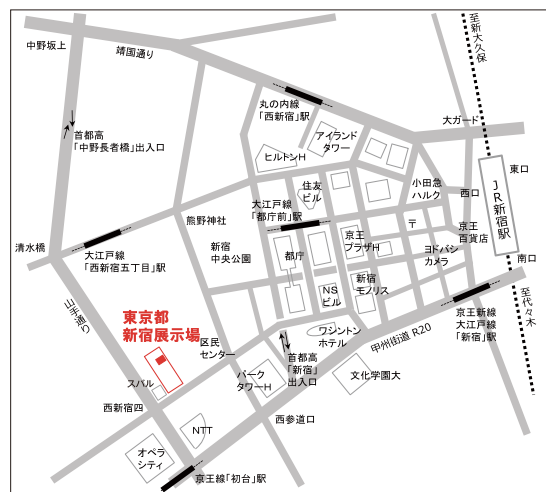 中野坂上
靖国通り
至新大久保
丸の内線
「西新宿」駅
首都高
「中野長者橋」出入口
アイランド
タワー
大ガード
ヒルトンH
東口
JR新宿駅
西口
小田急
ハルク
住友
ビル
大江戸線
「都庁前」駅
熊野神社
〒
京王
百貨店
清水橋
大江戸線
「西新宿五丁目」駅
新宿
中央公園
都庁
京王
プラザH
ヨドバシ
カメラ
南口
新宿
モノリス
NS
ビル
至代々木
山手通り
東京都
新宿展示場
区民
センター
ワシントン
ホテル
甲州街道 R20
京王新線
大江戸線
「新宿」駅
首都高
「新宿」
出入口
パーク
タワーH
文化学園大
スバル
西新宿四
西参道口
NTT
オペラ
シティ
京王線「初台」駅